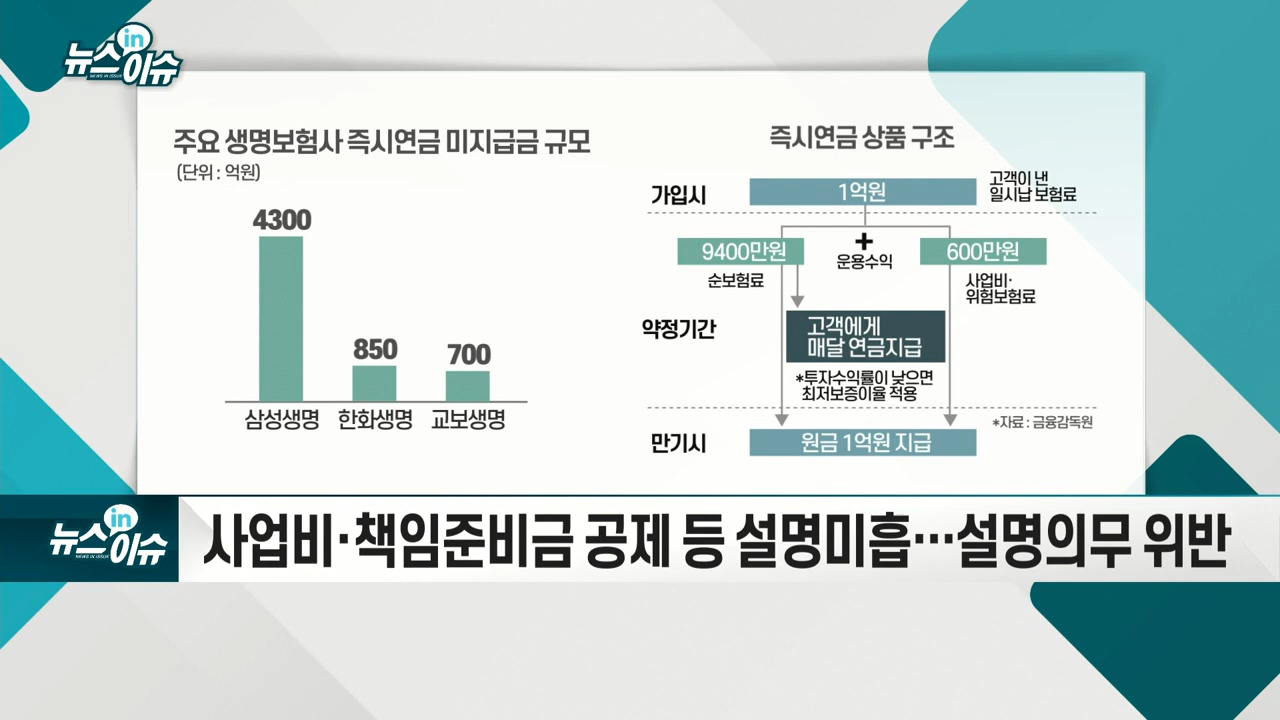 뉴스in이슈
NEWS IN ISSUE
주요 생명보험사 즉시연금 미지급금 규모
(단위 : 억원)
4300
850
700
삼성생명 한화생명 교보생명
즉시연금 상품 구조
가입시
1억원
고객이 낸
일시납 보험료
9400만원
순보험료
+
운용수익
600만원
사업비·
위험보험료
약정기간
고객에게
매달 연금지급
*투자수익률이 낮으면
최저보증이율 적용
*자료 : 금융감독원
만기시
원금 1억원 지급
뉴스in이슈
NEWS IN ISSUE
사업비·책임준비금 공제 등 설명미흡…설명의무 위반